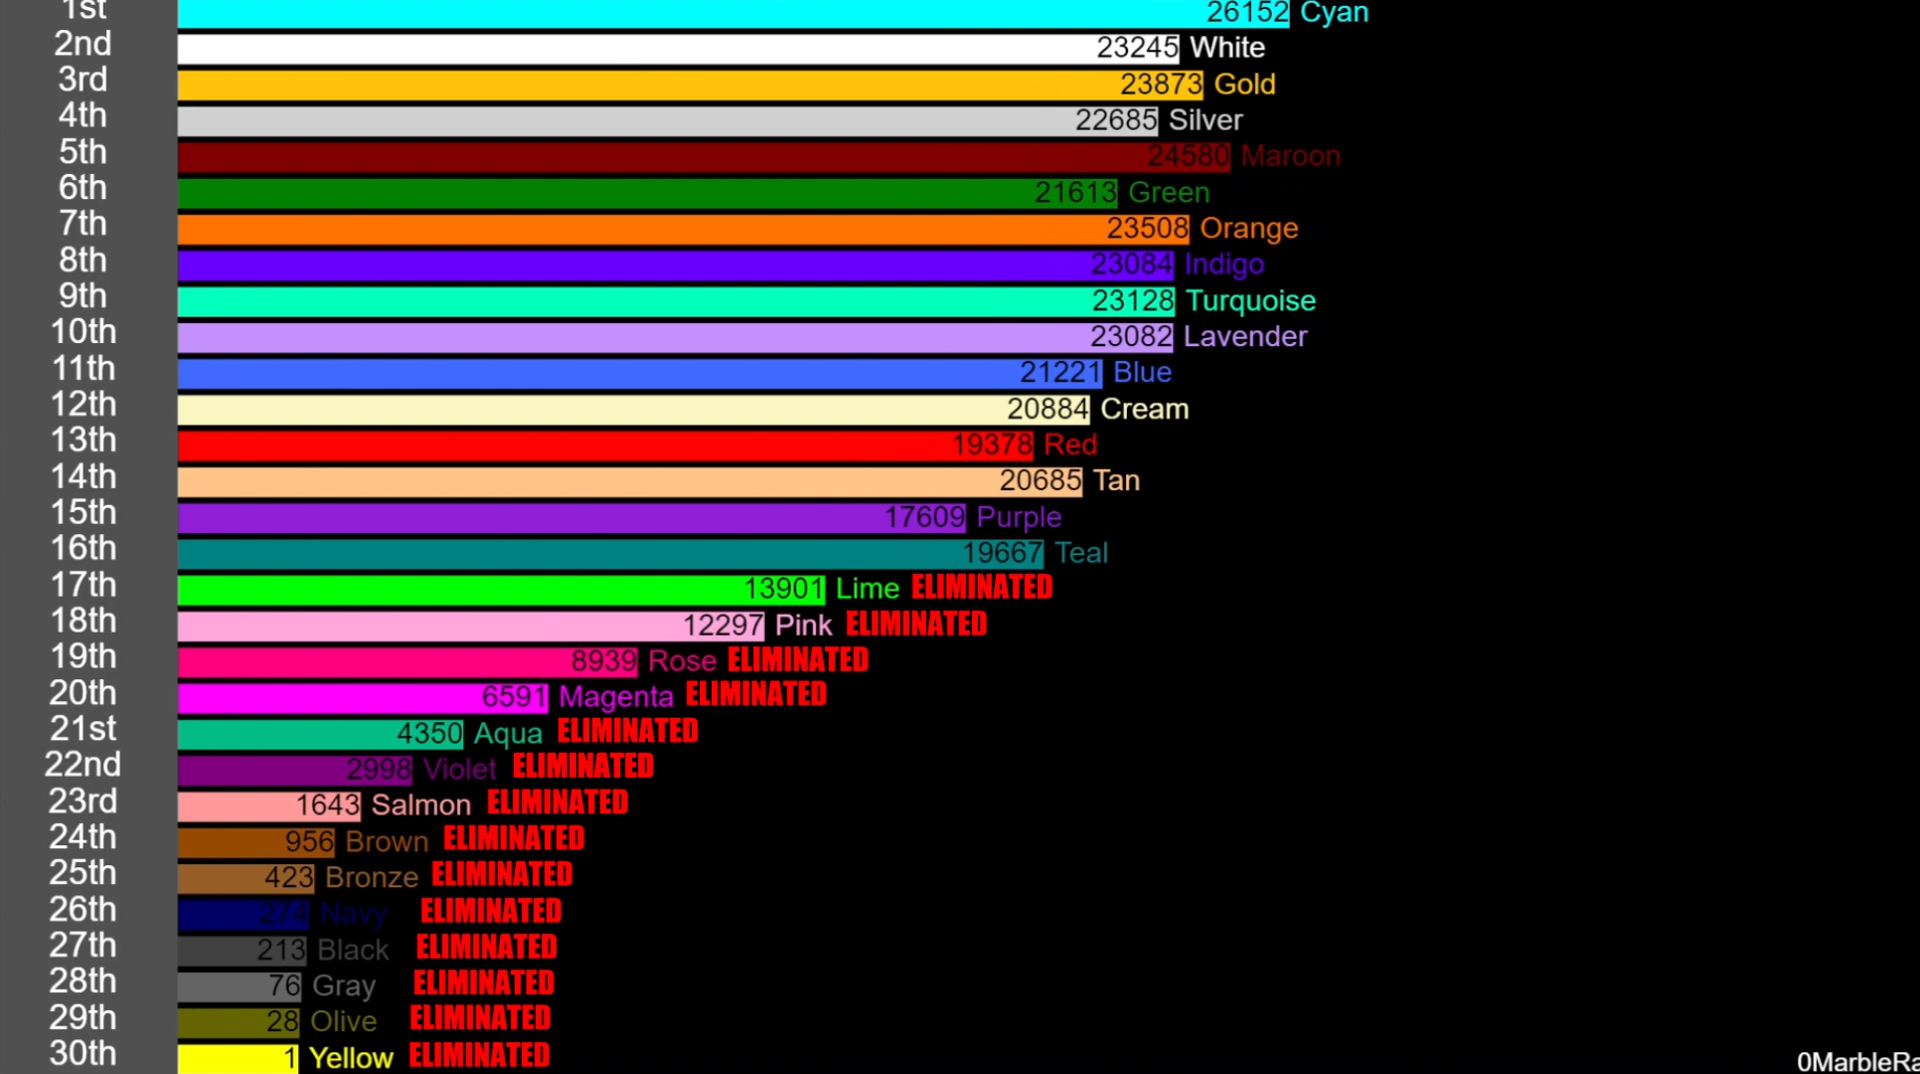 1st 26152 Cyan
2nd 23245 White
3rd 23873 Gold
4th 22685 Silver
5th 24580 Maroon
6th 21613 Green
7th 23508 Orange
8th 23084 Indigo
9th 23128 Turquoise
10th 23082 Lavender
11th 21221 Blue
12th 20884 Cream
13th 19378 Red
14th 20685 Tan
15th 17609 Purple
16th 19667 Teal
17th 13901 Lime ELIMINATED
18th 12297 Pink ELIMINATED
19th 8939 Rose ELIMINATED
20th 6591 Magenta ELIMINATED
21st 4350 Aqua ELIMINATED
22nd 2998 Violet ELIMINATED
23rd 1643 Salmon ELIMINATED
24th 956 Brown ELIMINATED
25th 423 Bronze ELIMINATED
26th 274 Navy ELIMINATED
27th 213 Black ELIMINATED
28th 76 Gray ELIMINATED
29th 28 Olive ELIMINATED
30th 1 Yellow ELIMINATED
0MarbleRa